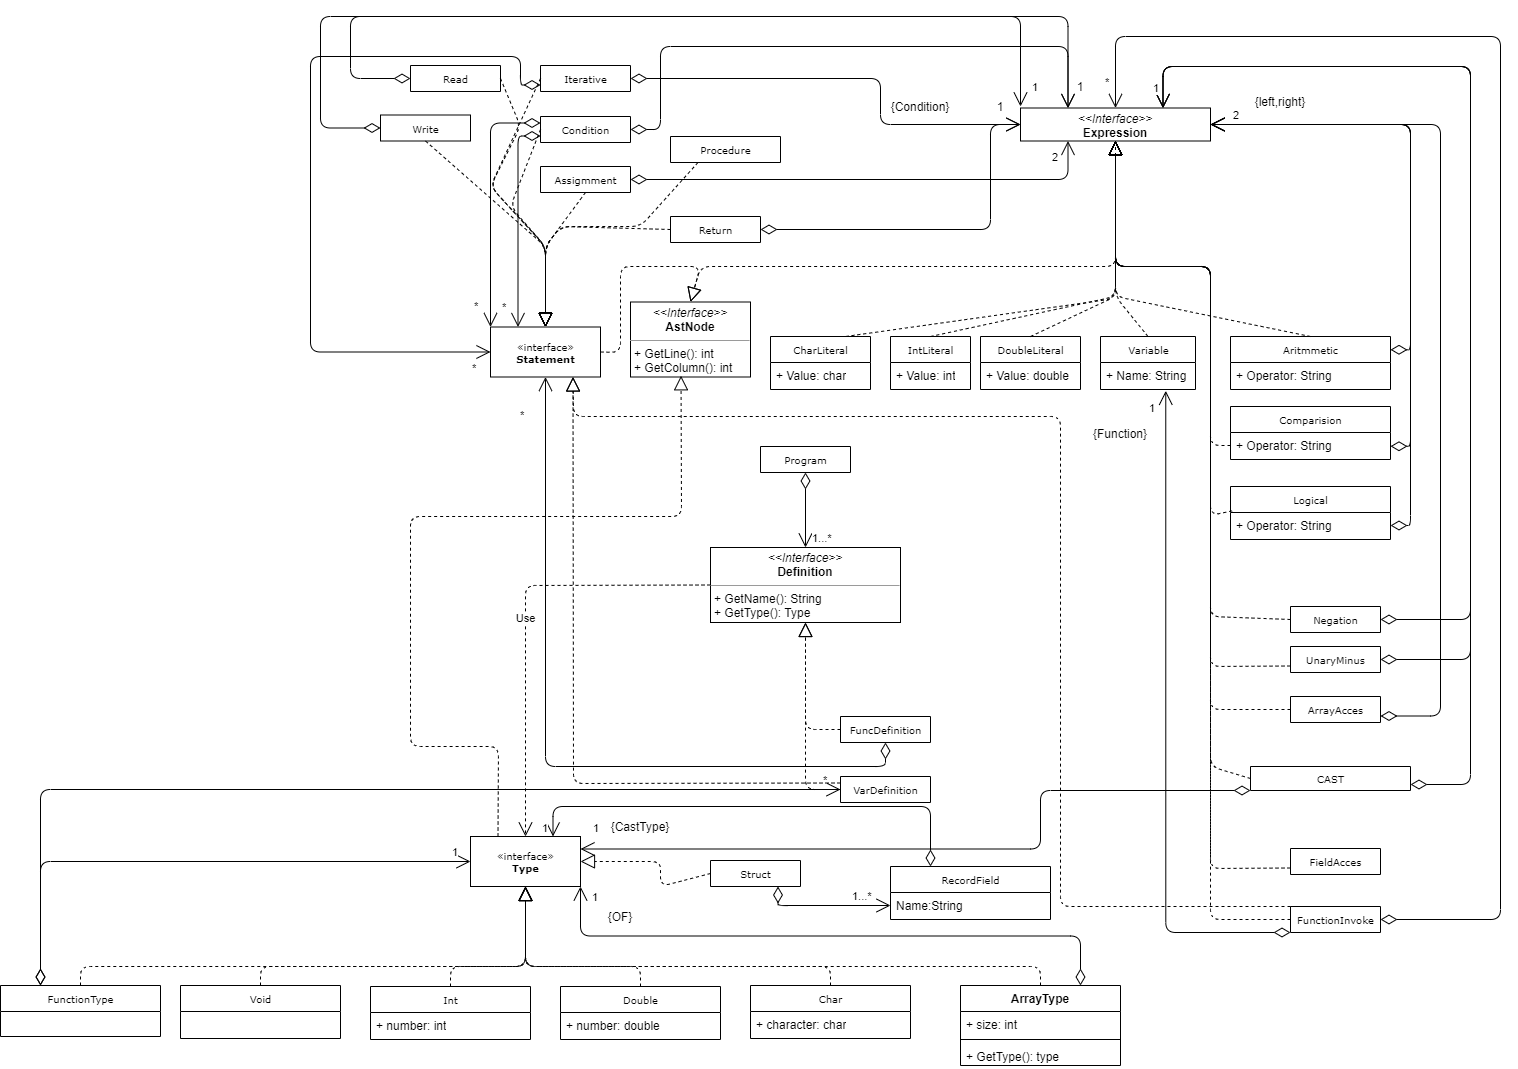 Read
Iterative
*
1
1
1
{Condition}
1
{left,right}
2
<<Interface>>
Expression
Write
Condition
Procedure
2
Assigmment
Return
*
*
<<Interface>>
AstNode
+ GetLine(): int
+ GetColumn(): int
«interface»
Statement
*
*
CharLiteral
+ Value: char
IntLiteral
+ Value: int
DoubleLiteral
+ Value: double
Variable
+ Name: String
Aritmmetic
+ Operator: String
1
{Function}
Comparision
+ Operator: String
Program
Logical
+ Operator: String
1...*
<<Interface>>
Definition
+ GetName(): String
+ GetType(): Type
Use
Negation
UnaryMinus
ArrayAcces
FuncDefinition
CAST
*
VarDefinition
1
1
{CastType}
1
«interface»
Type
Struct
1...*
RecordField
Name:String
FieldAcces
FunctionInvoke
1
{OF}
FunctionType
Void
Int
+ number: int
Double
+ number: double
Char
+ character: char
ArrayType
+ size: int
+ GetType(): type